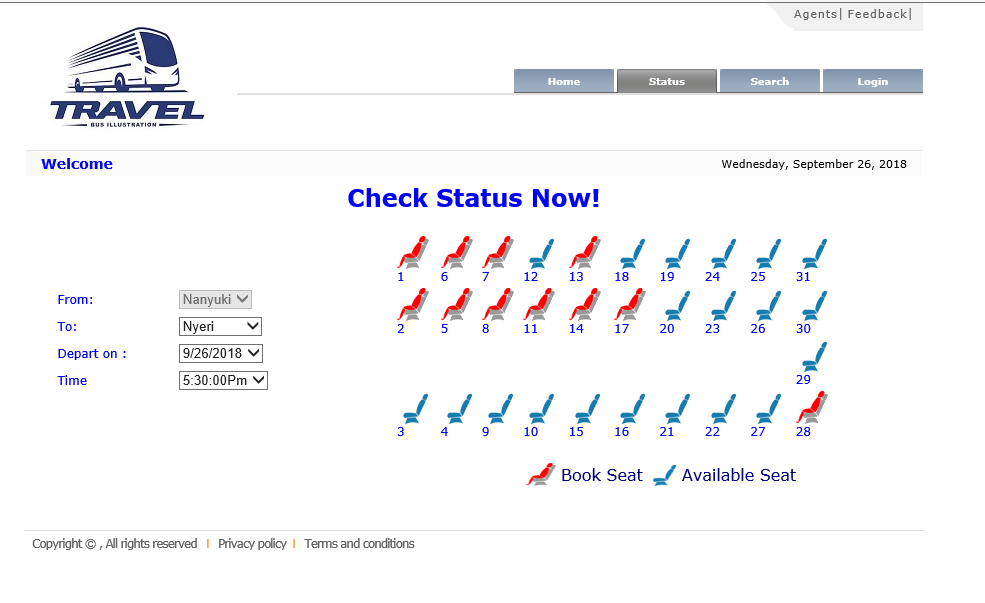 Agents| Feedback|
TRAVEL
BUS ILLUSTRATION
Home Status Search Login
Welcome Wednesday, September 26, 2018
Check Status Now!
1 6 7 12 13 18 19 24 25 31
From: Nanyuki
To: Nyeri
Depart on : 9/26/2018
Time 5:30:00Pm
2 5 8 11 14 17 20 23 26 30
29
3 4 9 10 15 16 21 22 27 28
Book Seat Available Seat
Copyright © , All rights reserved | Privacy policy | Terms and conditions